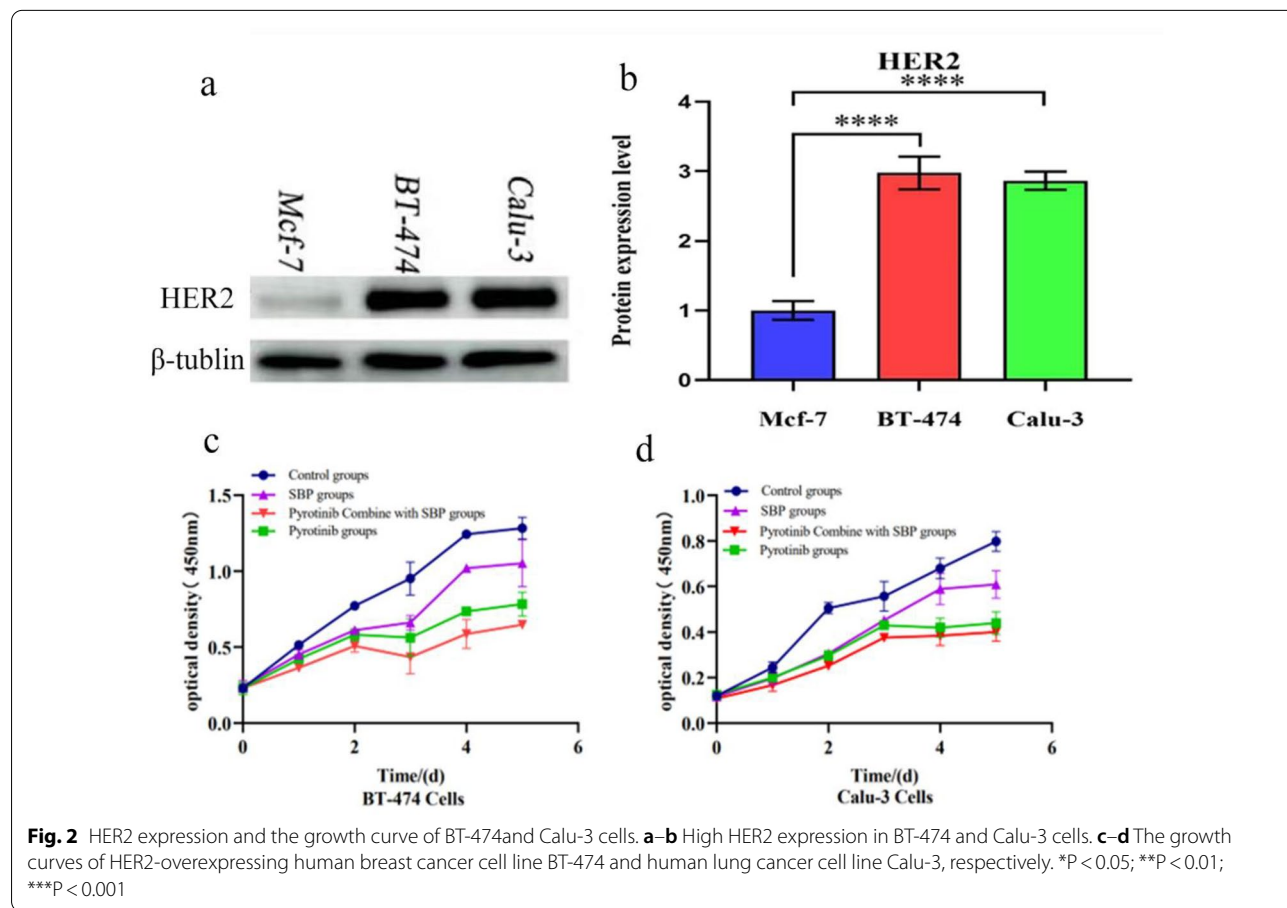 a
Mcf-7
BT-474
Calu-3
HER2
β-tublin
b
HER2
****
****
Protein expression level
4
3
2
1
0
Mcf-7
BT-474
Calu-3
c
Control groups
SBP groups
Pyrotinib Combine with SBP groups
Pyrotinib groups
optical density( 450nm)
1.5
1.0
0.5
0.0
0
2
4
6
Time/(d)
BT-474 Cells
d
Control groups
SBP groups
Pyrotinib Combine with SBP groups
Pyrotinib groups
optical density( 450nm)
1.0
0.8
0.6
0.4
0.2
0.0
0
2
4
6
Time/(d)
Calu-3 Cells
Fig. 2 HER2 expression and the growth curve of BT-474and Calu-3 cells. a–b High HER2 expression in BT-474 and Calu-3 cells. c–d The growth
curves of HER2-overexpressing human breast cancer cell line BT-474 and human lung cancer cell line Calu-3, respectively. *P < 0.05; **P < 0.01;
***P < 0.001